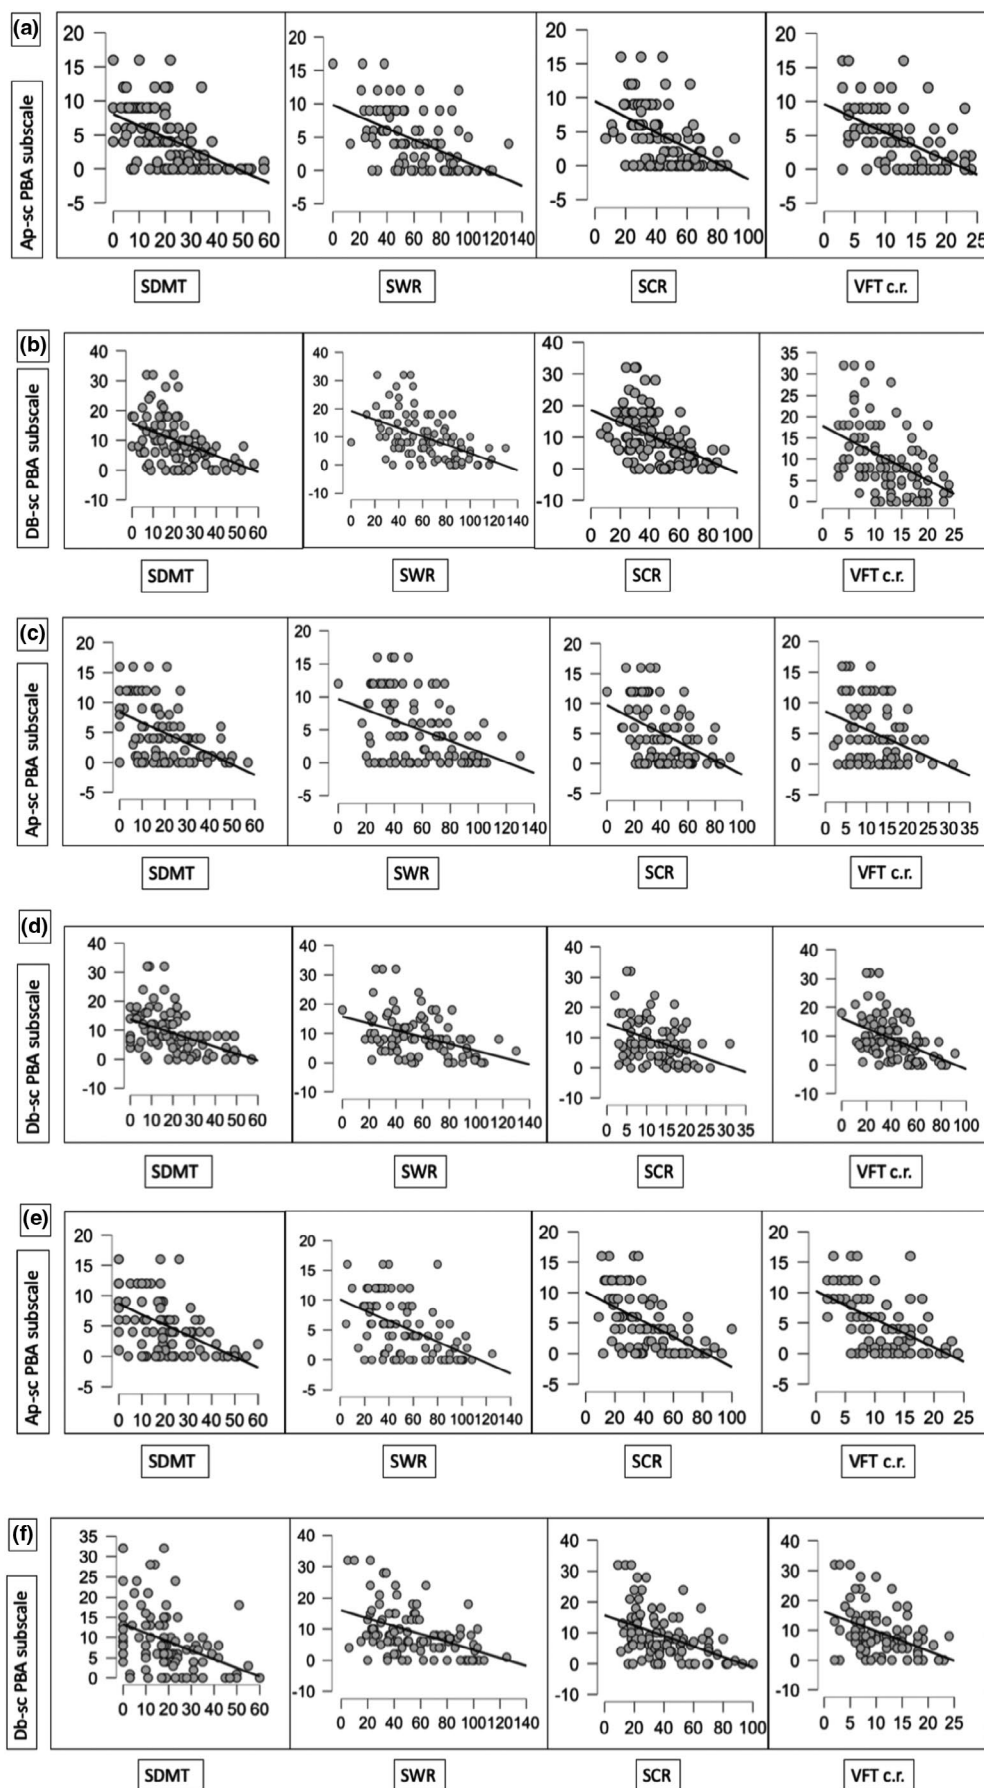 (a)
Ap-sc PBA subscale
20 15 10 5 0 -5
0 10 20 30 40 50 60
SDMT
20 15 10 5 0 -5
0 20 40 60 80 100 120 140
SWR
20 15 10 5 0 -5
0 20 40 60 80 100
SCR
20 15 10 5 0 -5
0 5 10 15 20 25
VFT c.r.
(b)
DB-sc PBA subscale
40 30 20 10 0 -10
0 10 20 30 40 50 60
SDMT
40 30 20 10 0 -10
0 20 40 60 80 100 120 140
SWR
40 30 20 10 0 -10
0 20 40 60 80 100
SCR
35 30 25 20 15 10 5 0
0 5 10 15 20 25
VFT c.r.
(c)
Ap-sc PBA subscale
20 15 10 5 0 -5
0 10 20 30 40 50 60
SDMT
20 15 10 5 0 -5
0 20 40 60 80 100 120 140
SWR
20 15 10 5 0 -5
0 20 40 60 80 100
SCR
20 15 10 5 0 -5
0 5 10 15 20 25 30 35
VFT c.r.
(d)
Db-sc PBA subscale
40 30 20 10 0 -10
0 10 20 30 40 50 60
SDMT
40 30 20 10 0 -10
0 20 40 60 80 100 120 140
SWR
40 30 20 10 0 -10
0 5 10 15 20 25 30 35
SCR
40 30 20 10 0 -10
0 20 40 60 80 100
VFT c.r.
(e)
Ap-sc PBA subscale
20 15 10 5 0 -5
0 10 20 30 40 50 60
SDMT
20 15 10 5 0 -5
0 20 40 60 80 100 120 140
SWR
20 15 10 5 0 -5
0 20 40 60 80 100
SCR
20 15 10 5 0 -5
0 5 10 15 20 25
VFT c.r.
(f)
Db-sc PBA subscale
35 30 25 20 15 10 5 0
0 10 20 30 40 50 60
SDMT
40 30 20 10 0 -10
0 20 40 60 80 100 120 140
SWR
40 30 20 10 0 -10
0 20 40 60 80 100
SCR
40 30 20 10 0 -10
0 5 10 15 20 25
VFT c.r.